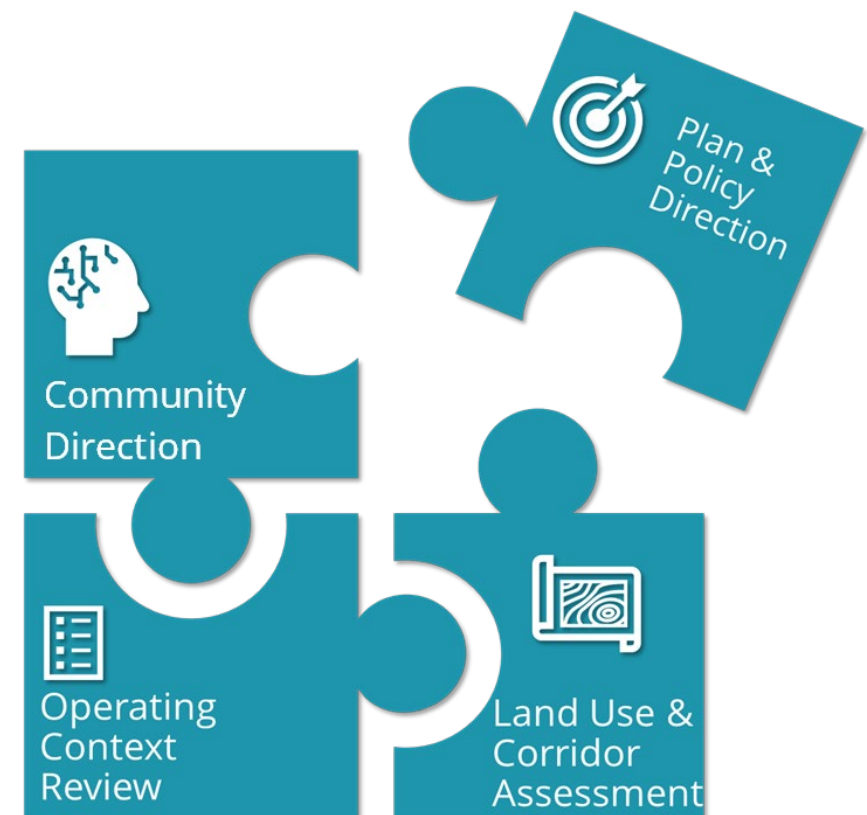 Plan &
Policy
Direction
Community
Direction
Operating
Context
Review
Land Use &
Corridor
Assessment